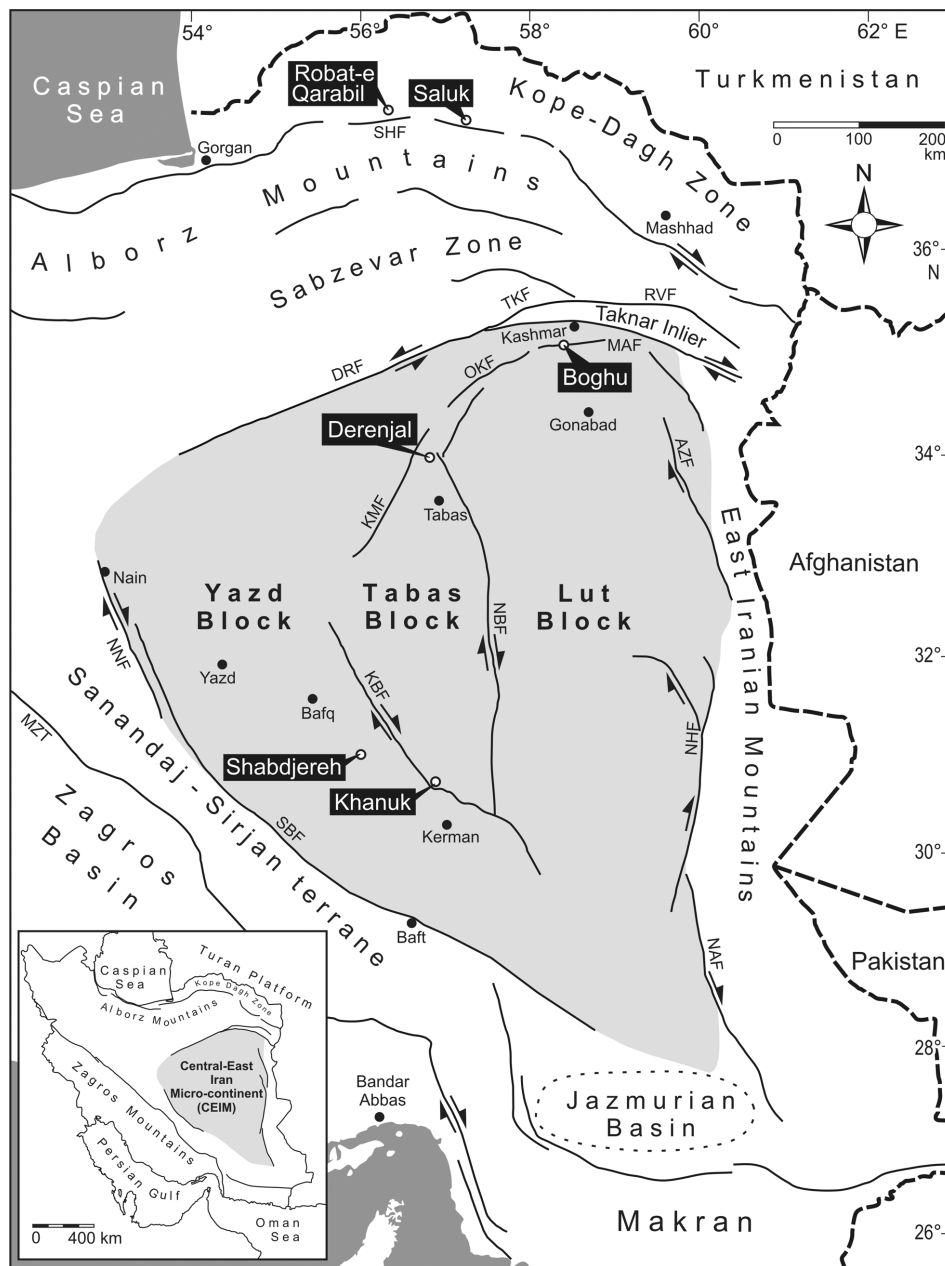 54°
56°
58°
60°
62° E
Caspian
Sea
Robat-e
Qarabil
Saluk
Kope-Dagh Zone
Turkmenistan
0 100 200
km
SHF
Gorgan
N
Alborz Mountains
Mashhad
36°
N
Sabzevar Zone
TKF
RVF
Taknar Inlier
Kashmar
MAF
DRF
OKF
Boghu
Gonabad
Derenjal
34°
AZF
KMF
Tabas
East Iranian Mountains
Afghanistan
Nain
Yazd
Block
Tabas
Block
Lut
Block
NBF
NNF
32°
Yazd
KBF
Bafq
NHF
MZT
Sanandaj - Sirjan terrane
Shabdjereh
Khanuk
Zagros
Basin
SBF
Kerman
30°
Baft
NAF
Pakistan
28°
Bandar
Abbas
Jazmurian
Basin
Makran
26°
Caspian
Sea
Turan Platform
Kope Dagh Zone
Alborz Mountains
Central-East
Iran
Micro-continent
(CEIM)
Zagros Mountains
Persian Gulf
0 400 km
Oman
Sea